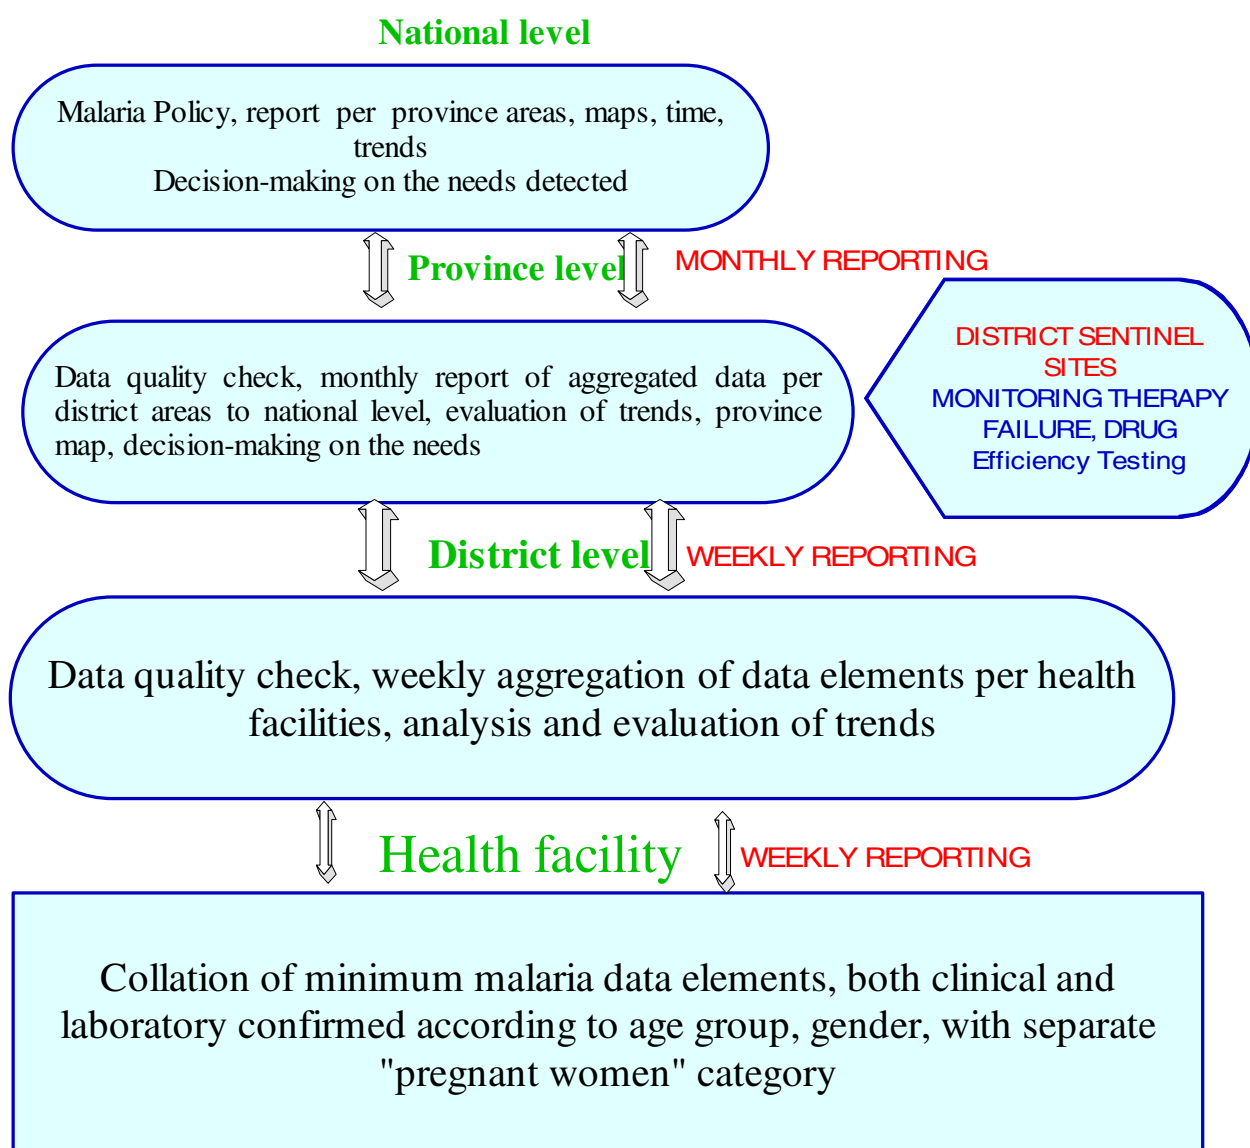 National level
Malaria Policy, report per province areas, maps, time,
trends
Decision-making on the needs detected
Province level
MONTHLY REPORTING
Data quality check, monthly report of aggregated data per
district areas to national level, evaluation of trends, province
map, decision-making on the needs
DISTRICT SENTINEL
SITES
MONITORING THERAPY
FAILURE, DRUG
Efficiency Testing
District level
WEEKLY REPORTING
Data quality check, weekly aggregation of data elements per health
facilities, analysis and evaluation of trends
Health facility
WEEKLY REPORTING
Collation of minimum malaria data elements, both clinical and
laboratory confirmed according to age group, gender, with separate
"pregnant women" category